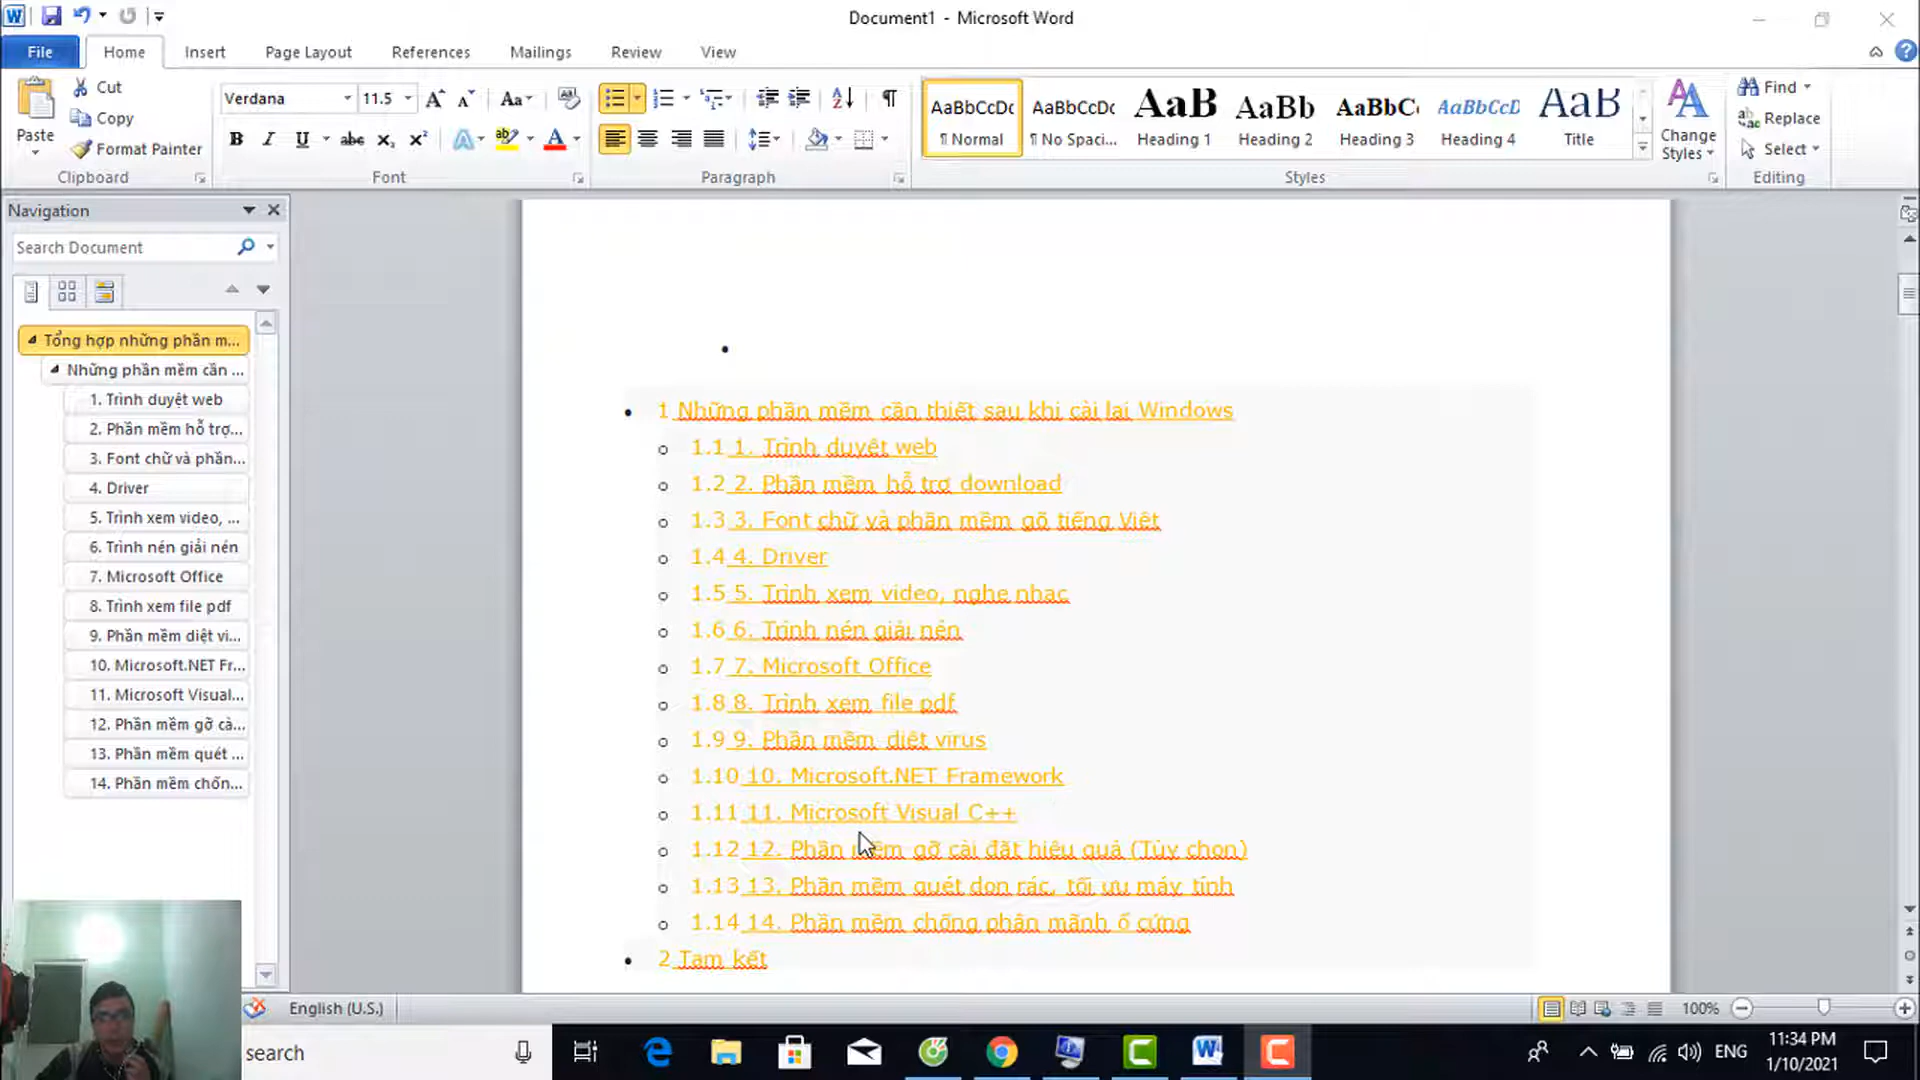 Document1 - Microsoft Word
File Home Insert Page Layout References Mailings Review View
Paste
Cut
Copy
Format Painter
Clipboard
Verdana 11.5
Font
Paragraph
AaBbCcDc AaBbCcDc AaB AaBb AaBbCc AaBbCcD AaB
¶ Normal ¶ No Spaci... Heading 1 Heading 2 Heading 3 Heading 4 Title
Change Styles
Styles
Find
Replace
Select
Editing
Navigation
Search Document
Tổng hợp những phần m...
Những phần mềm cần ...
1. Trình duyệt web
2. Phần mềm hỗ trợ...
3. Font chữ và phần...
4. Driver
5. Trình xem video, ...
6. Trình nén giải nén
7. Microsoft Office
8. Trình xem file pdf
9. Phần mềm diệt vi...
10. Microsoft.NET Fr...
11. Microsoft Visual...
12. Phần mềm gỡ cà...
13. Phần mềm quét ...
14. Phần mềm chốn...
1 Những phần mềm cần thiết sau khi cài lại Windows
1.1 1. Trình duyệt web
1.2 2. Phần mềm hỗ trợ download
1.3 3. Font chữ và phần mềm gõ tiếng Việt
1.4 4. Driver
1.5 5. Trình xem video, nghe nhạc
1.6 6. Trình nén giải nén
1.7 7. Microsoft Office
1.8 8. Trình xem file pdf
1.9 9. Phần mềm diệt virus
1.10 10. Microsoft.NET Framework
1.11 11. Microsoft Visual C++
1.12 12. Phần mềm gỡ cài đặt hiệu quả (Tùy chọn)
1.13 13. Phần mềm quét dọn rác, tối ưu máy tính
1.14 14. Phần mềm chống phân mãnh ổ cứng
2 Tạm kết
English (U.S.)
100%
search
ENG
11:34 PM
1/10/2021